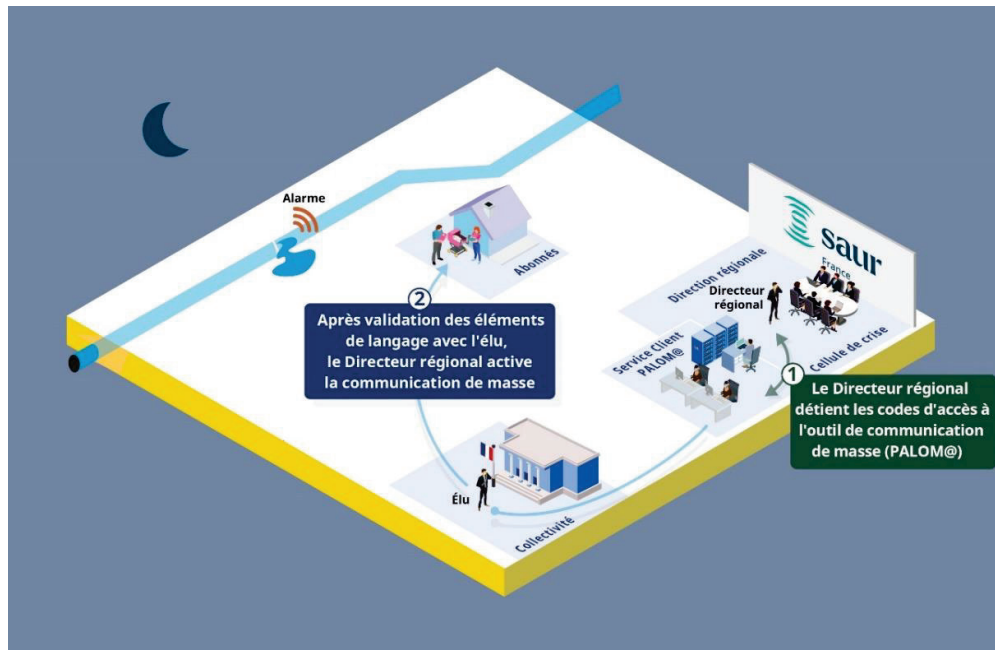 Alarme
Abonnés
saur
France
Direction régionale
Directeur
régional
Cellule de crise
Service Client
PALOM@
1
Le Directeur régional
détient les codes d'accès à
l'outil de communication
de masse (PALOM@)
2
Après validation des éléments
de langage avec l'élu,
le Directeur régional active
la communication de masse
Élu
Collectivité